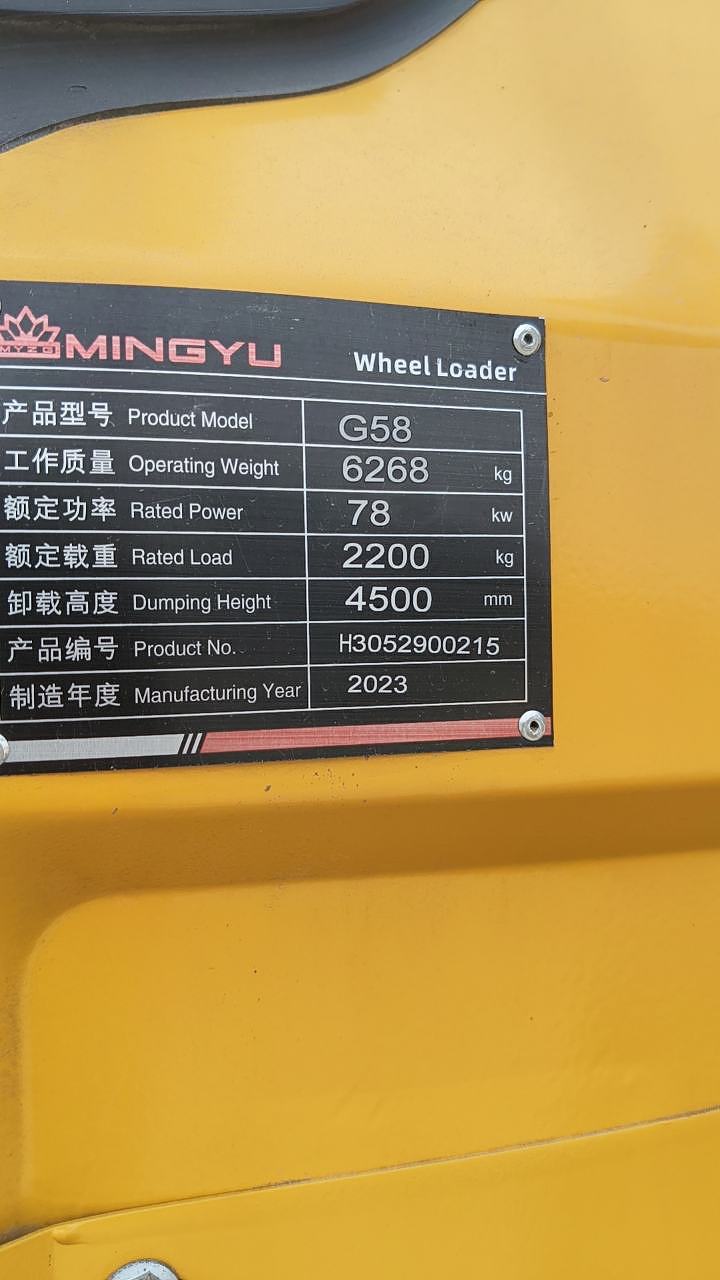 MYZG MINGYU Wheel Loader
产品型号 Product Model G58
工作质量 Operating Weight 6268 kg
额定功率 Rated Power 78 kw
额定载重 Rated Load 2200 kg
卸载高度 Dumping Height 4500 mm
产品编号 Product No. H3052900215
制造年度 Manufacturing Year 2023